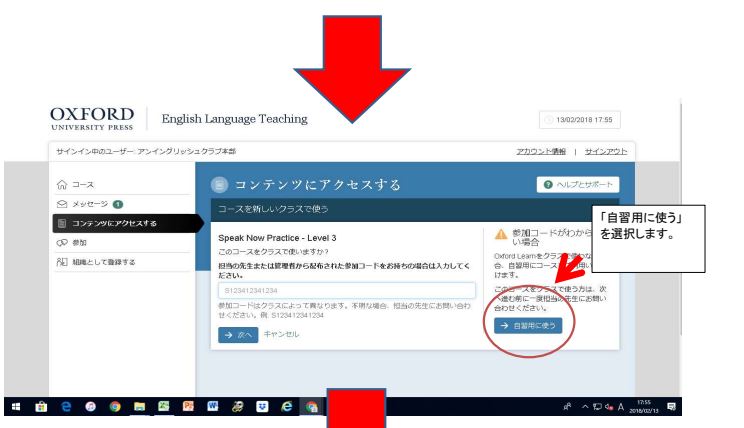 OXFORD
UNIVERSITY PRESS
English Language Teaching
13/02/2018 17:55
サインイン中のユーザー: アンイングリッシュクラブ本部
アカウント情報 | サインアウト
コース
メッセージ 1
コンテンツにアクセスする
参加
組織として登録する
コンテンツにアクセスする
ヘルプとサポート
コースを新しいクラスで使う
Speak Now Practice - Level 3
このコースをクラスで使いますか？
担当の先生または管理者から配布された参加コードをお持ちの場合は入力してく
ださい。
S123412341234
参加コードはクラスによって異なります。不明な場合、担当の先生にお問い合わ
せください。例: S123412341234
→ 次へ キャンセル
参加コードがわから
い場合
Oxford Learnをクラスで使わな
合、自習用にコース
けます。
このコースをクラスで使う方は、次
へ進む前に一度担当の先生にお問い
合わせください。
→ 自習用に使う
「自習用に使う」
を選択します。
17:55
2018/02/13